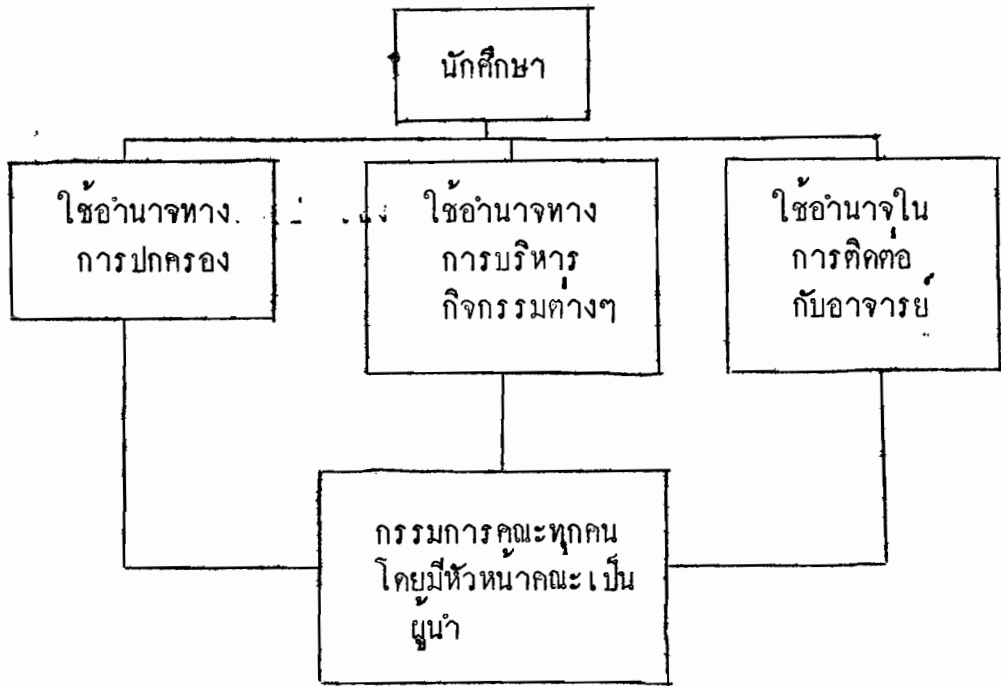 นักศึกษา
ใช้อำนาจทาง
การปกครอง
ใช้อำนาจทาง
การบริหาร
กิจกรรมต่างๆ
ใช้อำนาจใน
การติดต่อ
กับอาจารย์
กรรมการคณะทุกคน
โดยมีหัวหน้าคณะเป็น
ผู้นำ